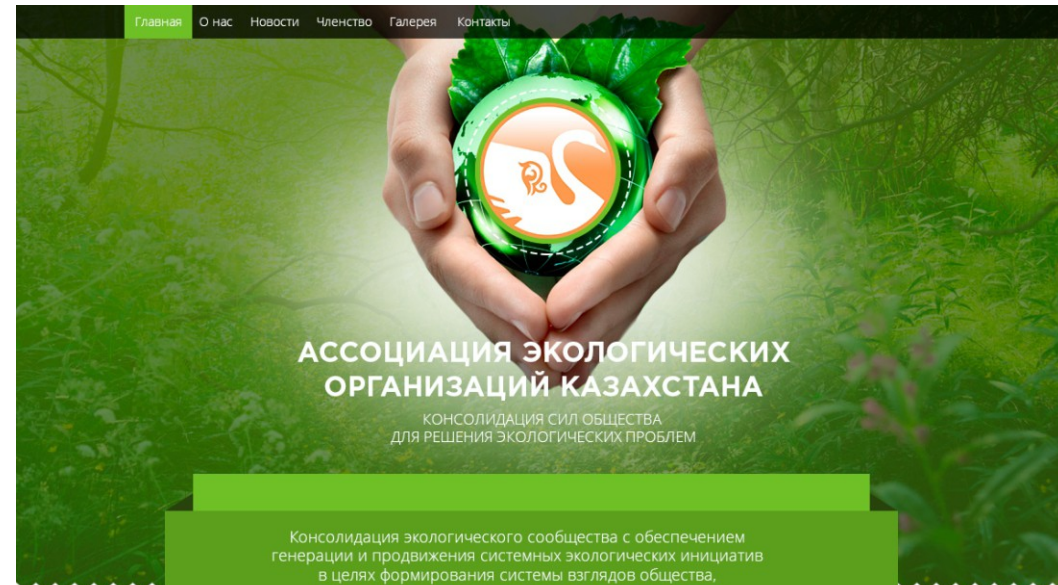 Главная О нас Новости Членство Галерея Контакты
АССОЦИАЦИЯ ЭКОЛОГИЧЕСКИХ
ОРГАНИЗАЦИЙ КАЗАХСТАНА
КОНСОЛИДАЦИЯ СИЛ ОБЩЕСТВА
ДЛЯ РЕШЕНИЯ ЭКОЛОГИЧЕСКИХ ПРОБЛЕМ
Консолидация экологического сообщества с обеспечением
генерации и продвижения системных экологических инициатив
в целях формирования системы взглядов общества,